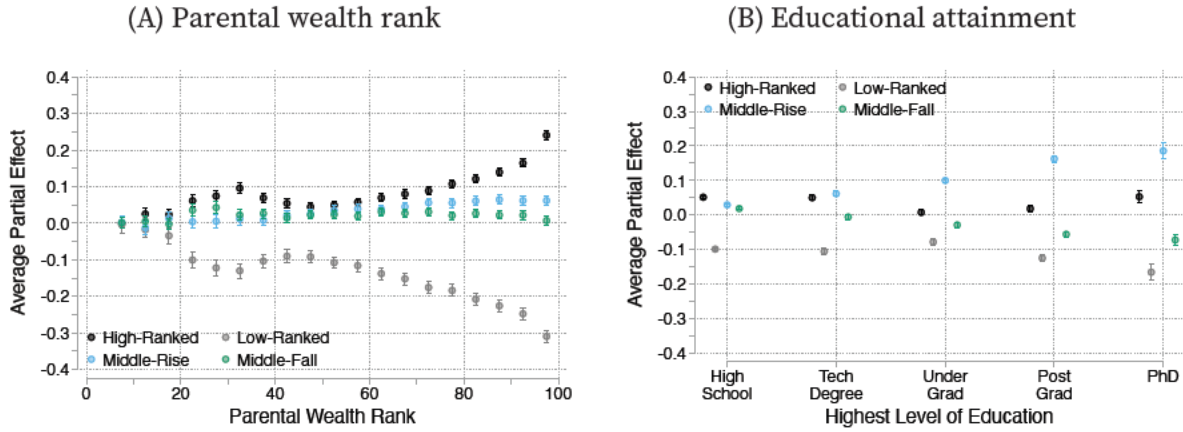 (A) Parental wealth rank
(B) Educational attainment
Average Partial Effect
0.4
0.3
0.2
0.1
0.0
-0.1
-0.2
-0.3
-0.4
High-Ranked
Low-Ranked
Middle-Rise
Middle-Fall
0
20
40
60
80
100
Parental Wealth Rank
Average Partial Effect
0.4
0.3
0.2
0.1
0.0
-0.1
-0.2
-0.3
-0.4
High-Ranked
Low-Ranked
Middle-Rise
Middle-Fall
High
School
Tech
Degree
Under
Grad
Post
Grad
PhD
Highest Level of Education